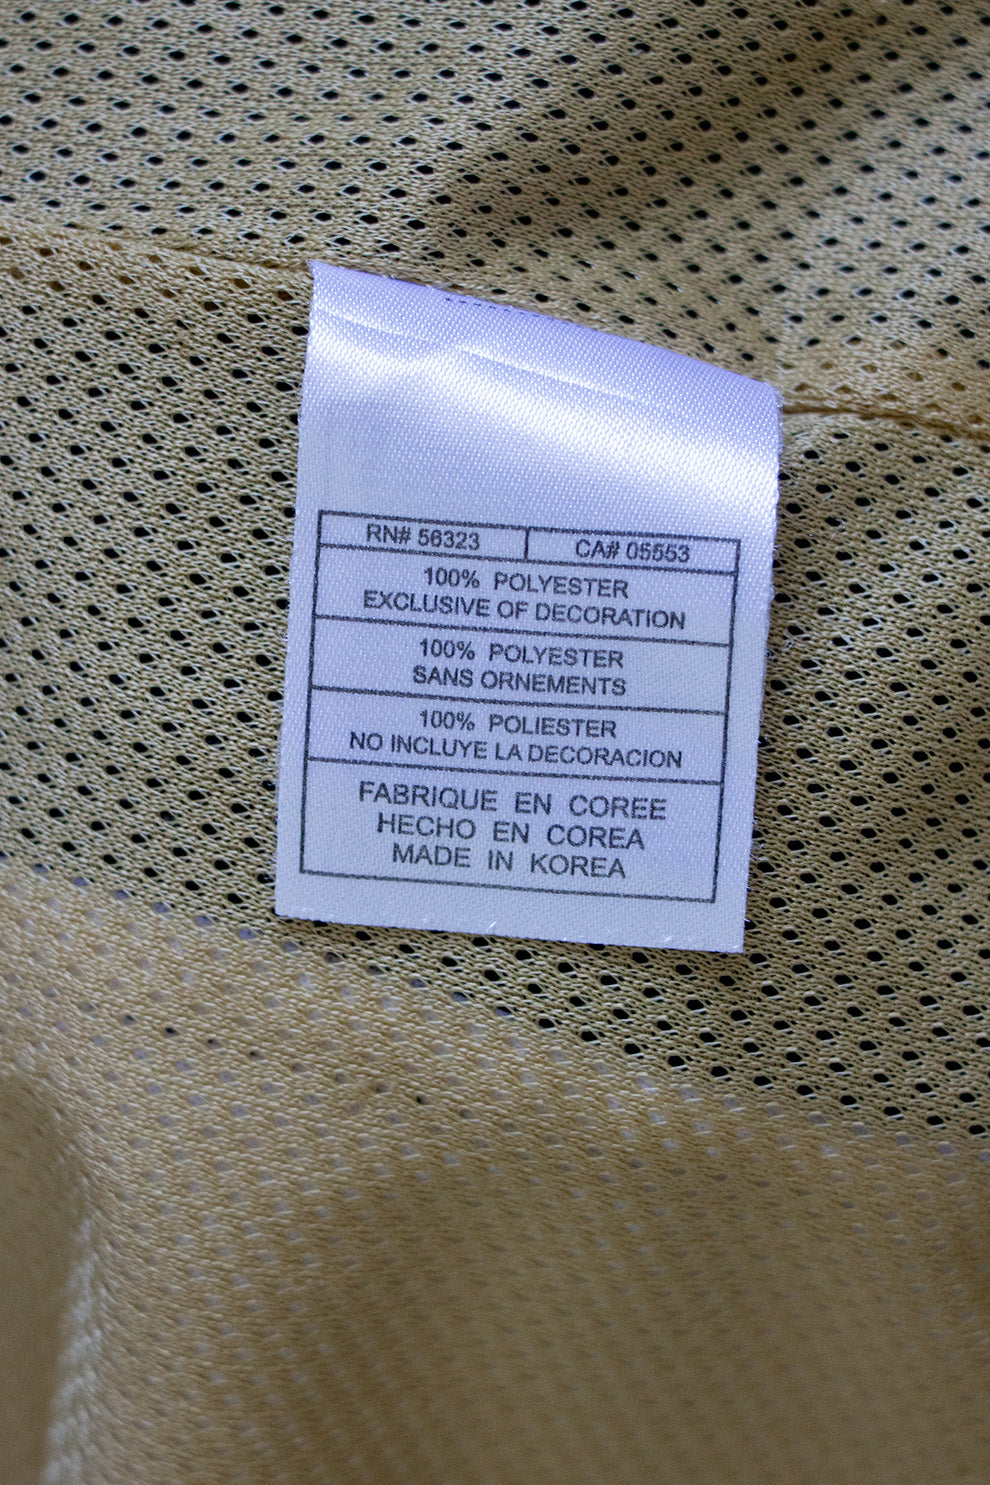 RN# 56323 CA# 05553
100% POLYESTER
EXCLUSIVE OF DECORATION
100% POLYESTER
SANS ORNEMENTS
100% POLIESTER
NO INCLUYE LA DECORACION
FABRIQUE EN COREE
HECHO EN COREA
MADE IN KOREA